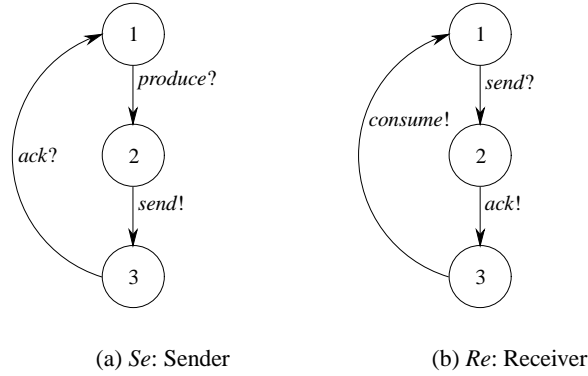 1
produce?
2
send!
3
ack?
(a) Se: Sender
1
send?
2
ack!
3
consume!
(b) Re: Receiver